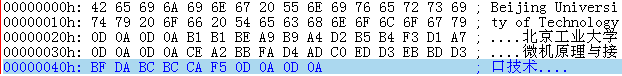 00000000h: 42 65 69 6A 69 6E 67 20 55 6E 69 76 65 72 73 69 ; Beijing Universi
00000010h: 74 79 20 6F 66 20 54 65 63 68 6E 6F 6C 6F 67 79 ; ty of Technology
00000020h: 0D 0A 0D 0A B1 B1 BE A9 B9 A4 D2 B5 B4 F3 D1 A7 ; ....北京工业大学
00000030h: 0D 0A 0D 0A CE A2 BB FA D4 AD C0 ED D3 EB BD D3 ; ....微机原理与接
00000040h: BF DA BC BC CA F5 0D 0A 0D 0A ; 口技术....